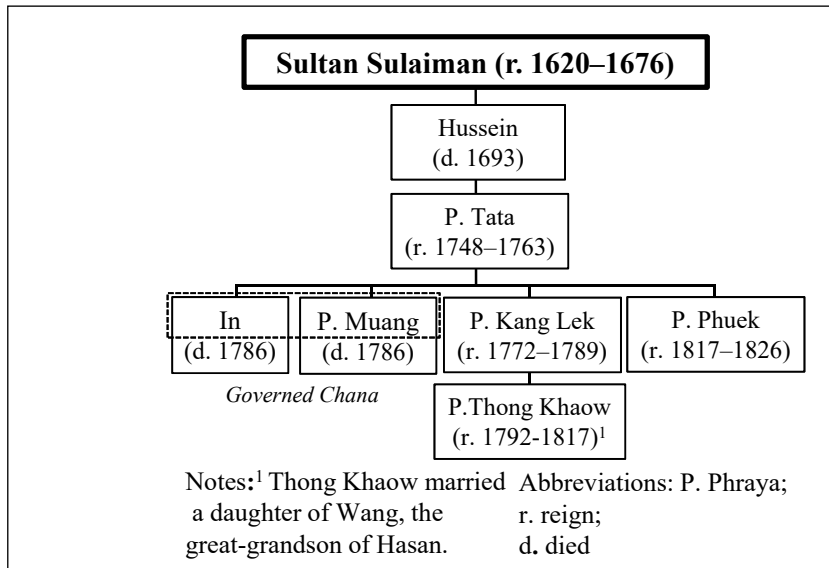 Sultan Sulaiman (r. 1620–1676)
Hussein
(d. 1693)
P. Tata
(r. 1748–1763)
In
(d. 1786)
P. Muang
(d. 1786)
P. Kang Lek
(r. 1772–1789)
P. Phuek
(r. 1817–1826)
Governed Chana
P.Thong Khaow
(r. 1792-1817)¹
Notes:¹ Thong Khaow married
a daughter of Wang, the
great-grandson of Hasan.
Abbreviations: P. Phraya;
r. reign;
d. died